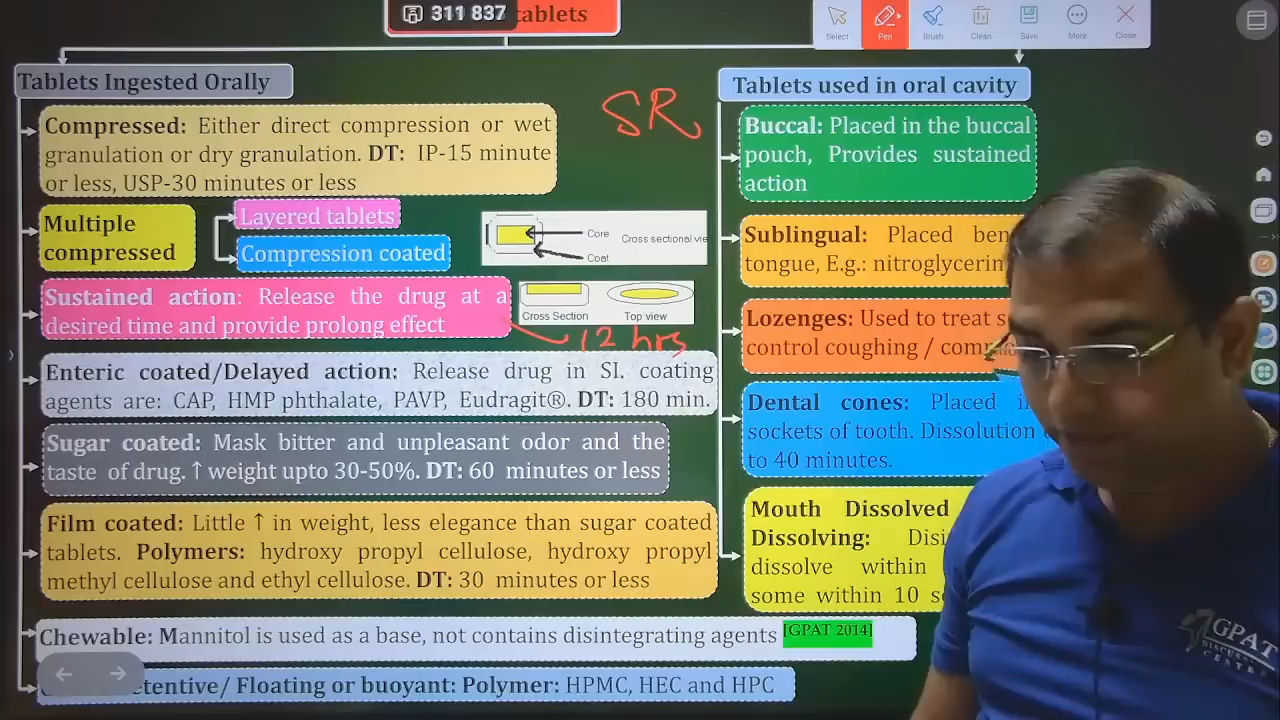 311 837
tablets
Select
Pen
Brush
Clean
Save
More
Close
Tablets Ingested Orally
Compressed: Either direct compression or wet
granulation or dry granulation. DT: IP-15 minute
or less, USP-30 minutes or less
Multiple
compressed
Layered tablets
Compression coated
Core
Coat
Cross sectional vie
Sustained action: Release the drug at a
desired time and provide prolong effect
Cross Section
Top view
SR
12 hrs
Enteric coated/Delayed action: Release drug in SI. coating
agents are: CAP, HMP phthalate, PAVP, Eudragit®. DT: 180 min.
Sugar coated: Mask bitter and unpleasant odor and the
taste of drug. ↑ weight upto 30-50%. DT: 60 minutes or less
Film coated: Little ↑ in weight, less elegance than sugar coated
tablets. Polymers: hydroxy propyl cellulose, hydroxy propyl
methyl cellulose and ethyl cellulose. DT: 30 minutes or less
Chewable: Mannitol is used as a base, not contains disintegrating agents [GPAT 2014]
tentive/ Floating or buoyant: Polymer: HPMC, HEC and HPC
Tablets used in oral cavity
Buccal: Placed in the buccal
pouch, Provides sustained
action
Sublingual: Placed ben
tongue, E.g.: nitroglycerin
Lozenges: Used to treat s
control coughing / com
Dental cones: Placed i
sockets of tooth. Dissolution
to 40 minutes.
Mouth Dissolved
Dissolving: Disi
dissolve within
some within 10 se
GPAT
DISCUSSION
CENTER